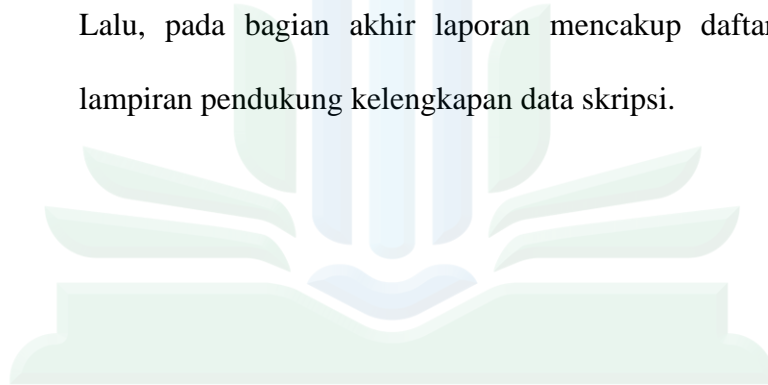 Lalu, pada bagian akhir laporan mencakup daftar
lampiran pendukung kelengkapan data skripsi.